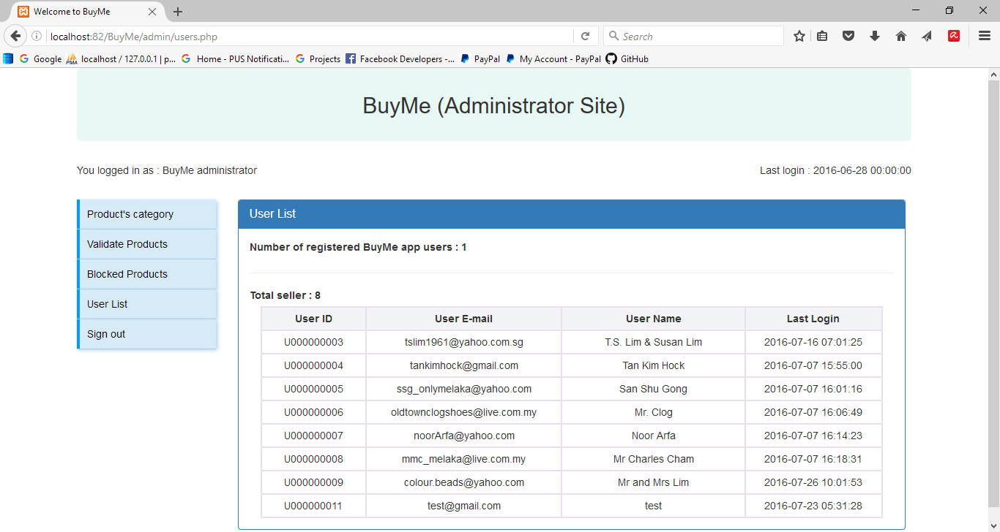 Welcome to BuyMe
localhost:82/BuyMe/admin/users.php
Search
Google
PMA
localhost / 127.0.0.1 | p...
Home - PUS Notificati...
Projects
Facebook Developers -...
PayPal
My Account - PayPal
GitHub
BuyMe (Administrator Site)
You logged in as : BuyMe administrator
Last login : 2016-06-28 00:00:00
Product's category
Validate Products
Blocked Products
User List
Sign out
User List
Number of registered BuyMe app users : 1
Total seller : 8
User ID User E-mail User Name Last Login
U000000003 tslim1961@yahoo.com.sg T.S. Lim & Susan Lim 2016-07-16 07:01:25
U000000004 tankimhock@gmail.com Tan Kim Hock 2016-07-07 15:55:00
U000000005 ssg_onlymelaka@yahoo.com San Shu Gong 2016-07-07 16:01:16
U000000006 oldtownclogshoes@live.com.my Mr. Clog 2016-07-07 16:06:49
U000000007 noorArfa@yahoo.com Noor Arfa 2016-07-07 16:14:23
U000000008 mmc_melaka@live.com.my Mr Charles Cham 2016-07-07 16:18:31
U000000009 colour.beads@yahoo.com Mr and Mrs Lim 2016-07-26 10:01:53
U000000011 test@gmail.com test 2016-07-23 05:31:28